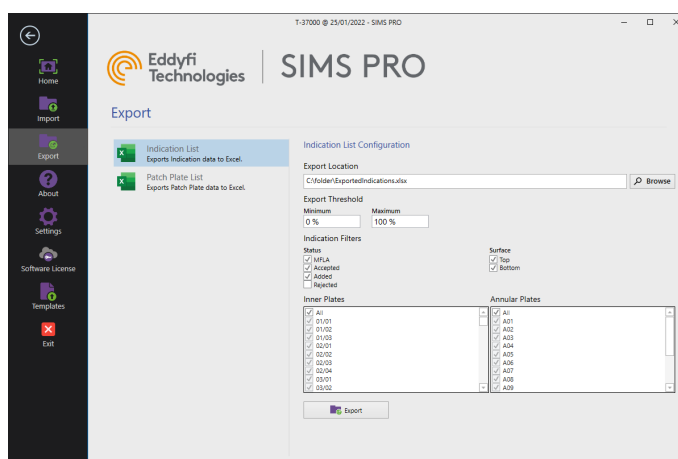 T-37000 @ 25/01/2022 - SIMS PRO
Home
Import
Export
About
Settings
Software License
Templates
Exit
Eddyfi
Technologies
SIMS PRO
Export
Indication List
Exports Indication data to Excel.
Patch Plate List
Exports Patch Plate data to Excel.
Indication List Configuration
Export Location
C:\folder\ExportedIndications.xlsx
Browse
Export Threshold
Minimum Maximum
0 % 100 %
Indication Filters
Status Surface
MFLA Top
Accepted Bottom
Added
Rejected
Inner Plates Annular Plates
All All
01/01 A01
01/02 A02
01/03 A03
02/01 A04
02/02 A05
02/03 A06
02/04 A07
03/01 A08
03/02 A09
Export